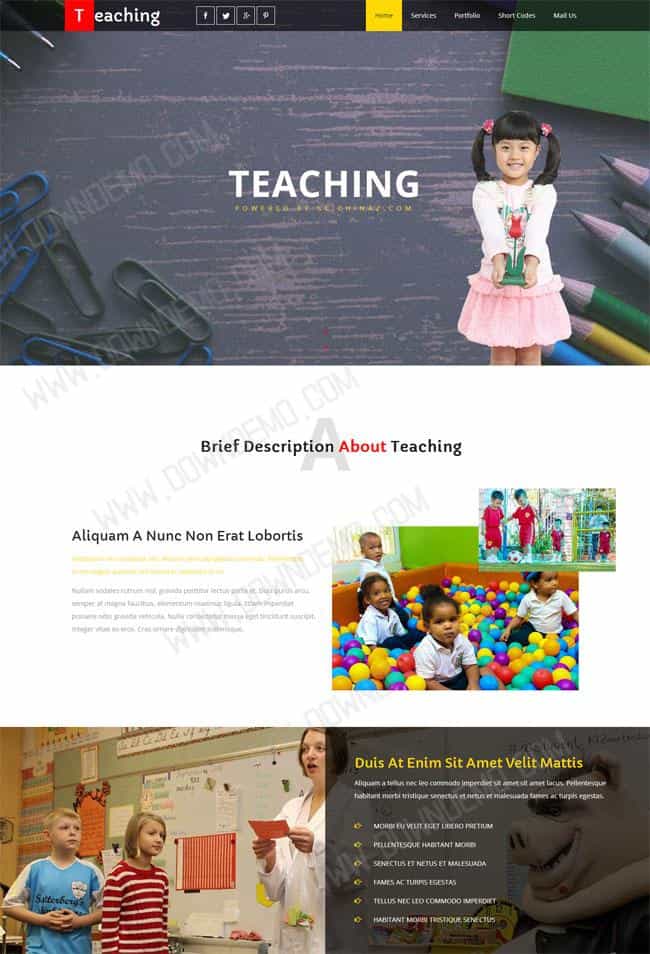 Teaching
Home Services Portfolio Short Codes Mail Us
WWW.DOWNDEMO.COM
TEACHING
WWW.DOWNDEMO.COM
Brief Description About Teaching
A
WWW.DOWNDEMO.COM
Aliquam A Nunc Non Erat Lobortis
Nullam sodales rutrum nisl, gravida porttitor lectus porta et. Duis purus arcu,
semper at magna faucibus, elementum maximus ligula. Etiam imperdiet
posuere odio gravida vehicula. Nulla consectetur massa eget tincidunt suscipit.
Integer vitae ex eros. Cras ornare dignissim scelerisque.
Duis At Enim Sit Amet Velit Mattis
Aliquam a tellus nec leo commodo imperdiet sit amet sit amet lacus. Pellentesque
habitant morbi tristique senectus et netus et malesuada fames ac turpis egestas.
MORBI EU VELIT EGET LIBERO PRETIUM
PELLENTESQUE HABITANT MORBI
SENECTUS ET NETUS ET MALESUADA
FAMES AC TURPIS EGESTAS
TELLUS NEC LEO COMMODO IMPERDIET
HABITANT MORBI TRISTIQUE SENECTUS